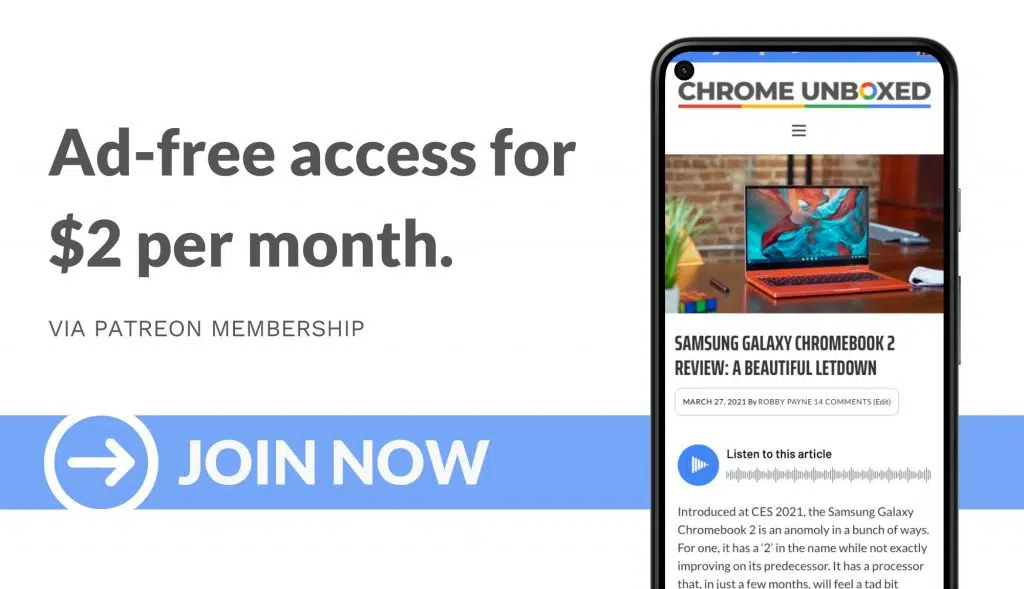 Ad-free access for
$2 per month.
VIA PATREON MEMBERSHIP
JOIN NOW
CHROME UNBOXED
SAMSUNG GALAXY CHROMEBOOK 2
REVIEW: A BEAUTIFUL LETDOWN
MARCH 27, 2021 By ROBBY PAYNE 14 COMMENTS (Edit)
Listen to this article
Introduced at CES 2021, the Samsung Galaxy
Chromebook 2 is an anomoly in a bunch of ways.
For one, it has a ‘2’ in the name while not exactly
improving on its predecessor. It has a processor
that, in just a few months, will feel a tad bit